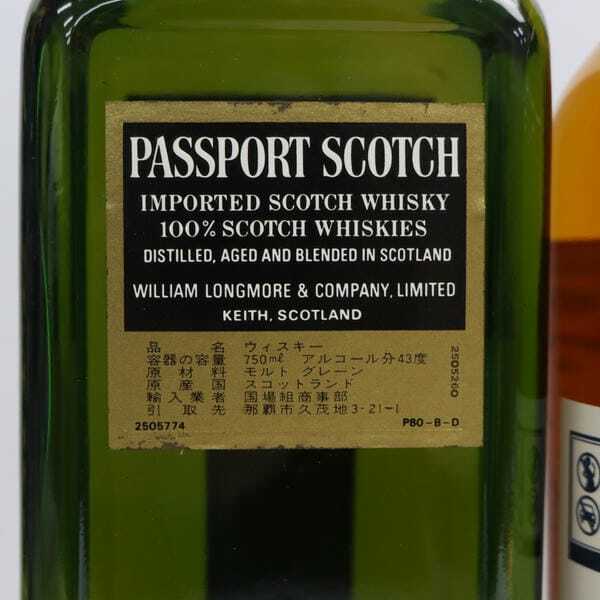 PASSPORT SCOTCH
IMPORTED SCOTCH WHISKY
100% SCOTCH WHISKIES
DISTILLED, AGED AND BLENDED IN SCOTLAND
WILLIAM LONGMORE & COMPANY, LIMITED
KEITH, SCOTLAND
品名 ウィスキー
容器の容量 750ml アルコール分43度
原材料 モルト グレーン
原産国 スコットランド
輸入業者 国場組商事部
引取先 那覇市久茂地3-21-1
2505774 PBO-B-D
2505260